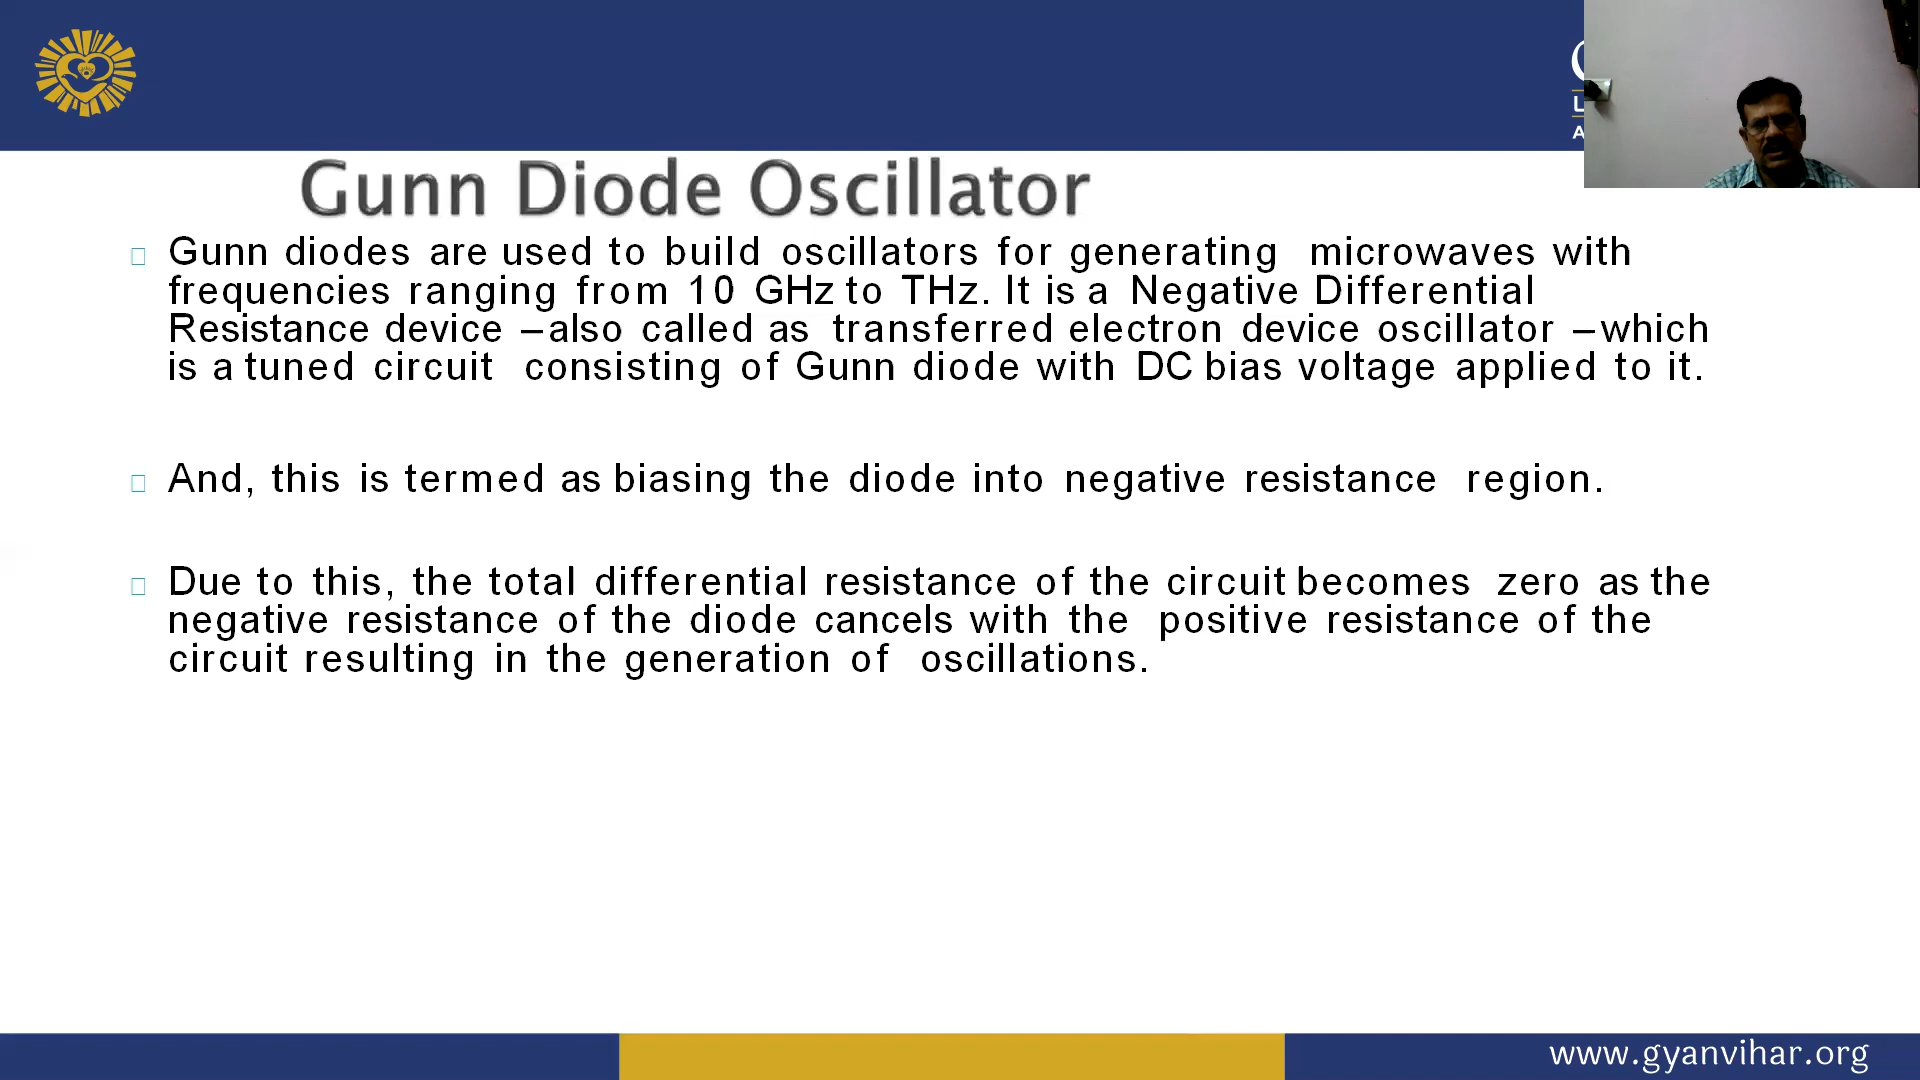 Gunn Diode Oscillator
Gunn diodes are used to build oscillators for generating microwaves with
frequencies ranging from 10 GHz to THz. It is a Negative Differential
Resistance device –also called as transferred electron device oscillator –which
is a tuned circuit consisting of Gunn diode with DC bias voltage applied to it.
And, this is termed as biasing the diode into negative resistance region.
Due to this, the total differential resistance of the circuit becomes zero as the
negative resistance of the diode cancels with the positive resistance of the
circuit resulting in the generation of oscillations.
www.gyanvihar.org